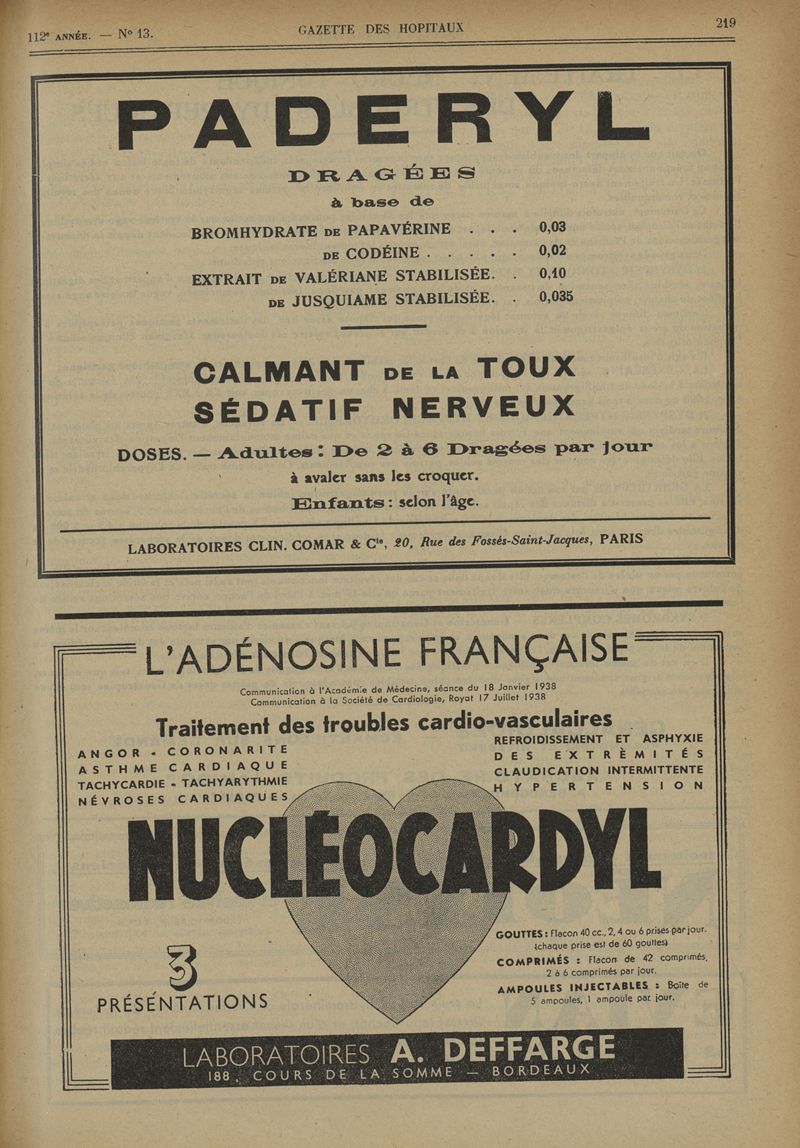 112e ANNÉE. — No 13.
GAZETTE DES HOPITAUX
219
PADERYL
DRAGÉES
à base de
BROMHYDRATE DE PAPAVÉRINE . . . 0,03
DE CODÉINE . . . . . 0,02
EXTRAIT DE VALÉRIANE STABILISÉE. . 0,10
DE JUSQUIAME STABILISÉE. . 0,035
CALMANT DE LA TOUX
SÉDATIF NERVEUX
DOSES. — Adultes : De 2 à 6 Dragées par jour
à avaler sans les croquer.
Enfants : selon l'âge.
LABORATOIRES CLIN. COMAR & Cie, 20, Rue des Fossés-Saint-Jacques, PARIS
L'ADÉNOSINE FRANÇAISE
Communication à l'Académie de Médecine, séance du 18 Janvier 1938
Communication à la Société de Cardiologie, Royat 17 Juillet 1938
Traitement des troubles cardio-vasculaires
ANGOR - CORONARITE
ASTHME CARDIAQUE
TACHYCARDIE - TACHYARYTHMIE
NÉVROSES CARDIAQUES
REFROIDISSEMENT ET ASPHYXIE
DES EXTRÈMITÉS
CLAUDICATION INTERMITTENTE
HYPERTENSION
NUCLÉOCARDYL
3
PRÉSENTATIONS
GOUTTES : Flacon 40 cc., 2, 4 ou 6 prises par jour.
(chaque prise est de 60 gouttes)
COMPRIMÉS : Flacon de 42 comprimés,
2 à 6 comprimés par jour.
AMPOULES INJECTABLES : Boîte de
5 ampoules, 1 ampoule par jour.
LABORATOIRES A. DEFFARGE
188, COURS DE LA SOMME — BORDEAUX